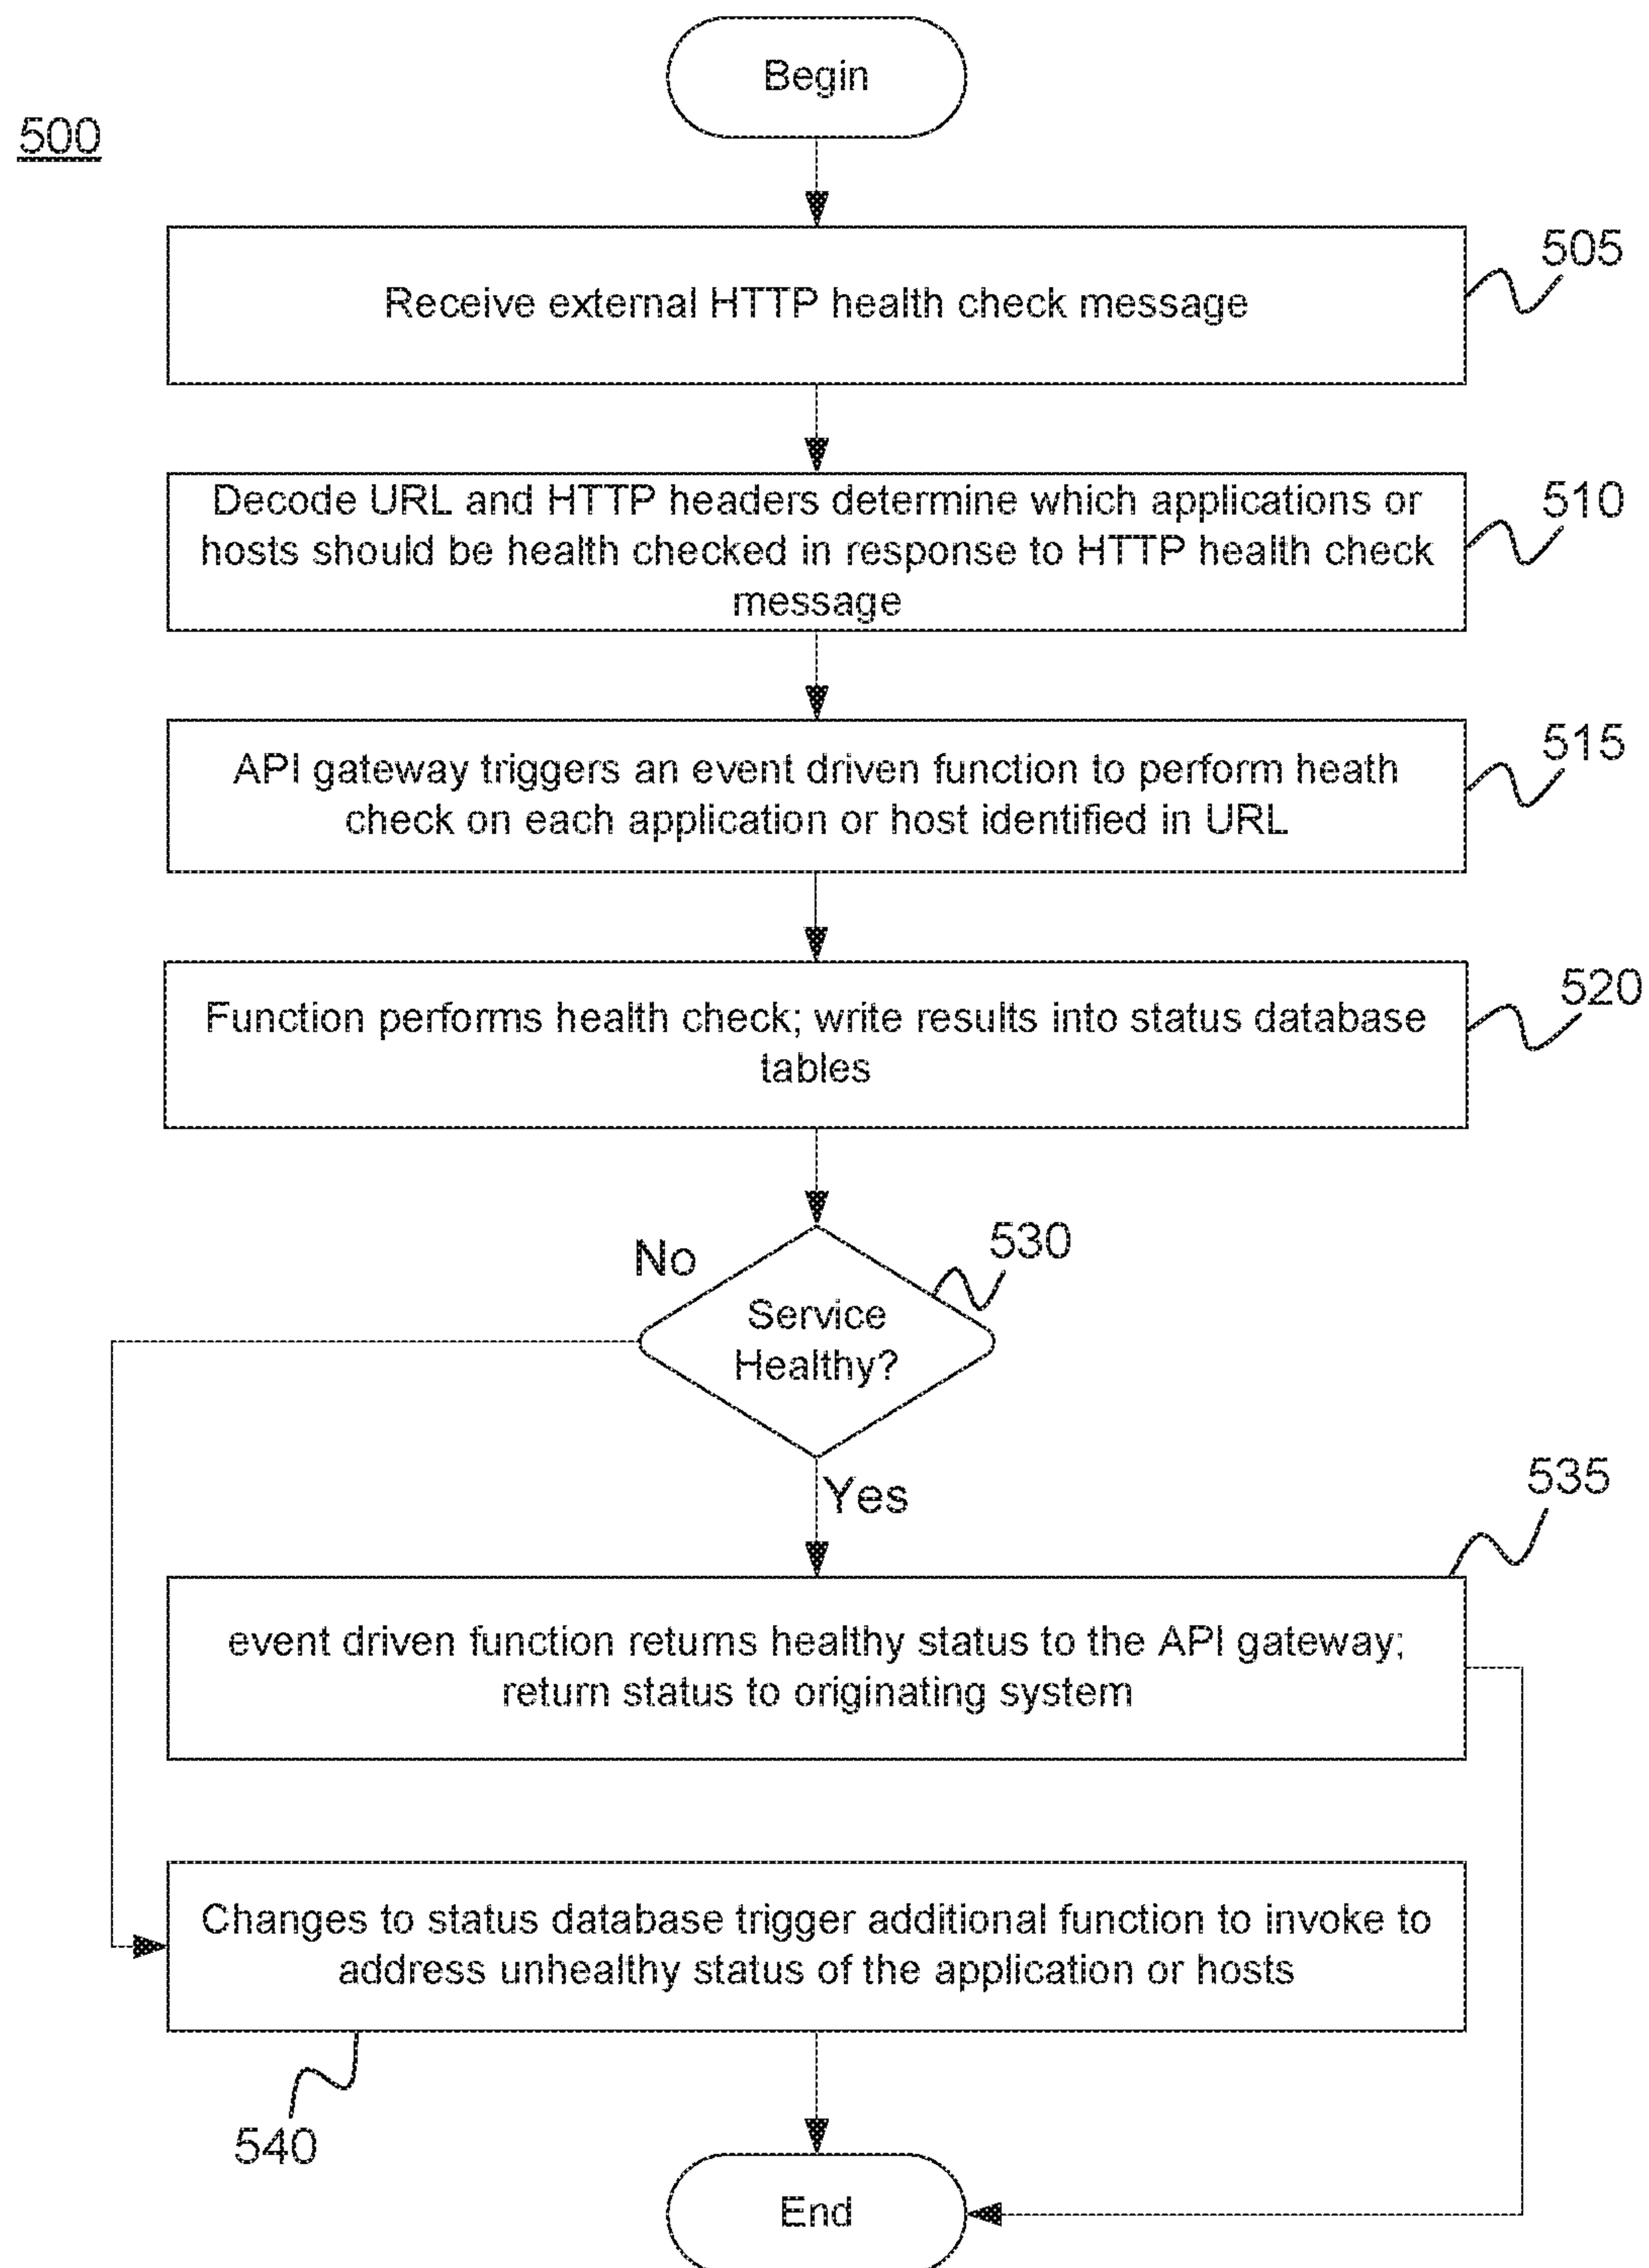 Begin
500
Receive external HTTP health check message
505
Decode URL and HTTP headers determine which applications or
hosts should be health checked in response to HTTP health check
message
510
API gateway triggers an event driven function to perform heath
check on each application or host identified in URL
515
Function performs health check; write results into status database
tables
520
No
530
Service
Healthy?
Yes
535
event driven function returns healthy status to the API gateway;
return status to originating system
Changes to status database trigger additional function to invoke to
address unhealthy status of the application or hosts
540
End